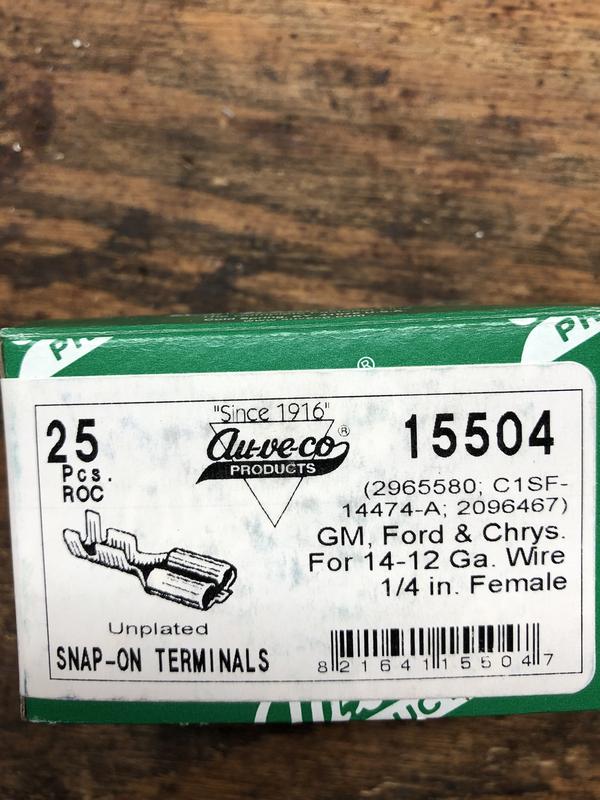 ®
25
Pcs.
ROC
"Since 1916"
Au-ve-co®
PRODUCTS
15504
(2965580; C1SF-
14474-A; 2096467)
GM, Ford & Chrys.
For 14-12 Ga. Wire
1/4 in. Female
Unplated
SNAP-ON TERMINALS
8 21641 15504 7